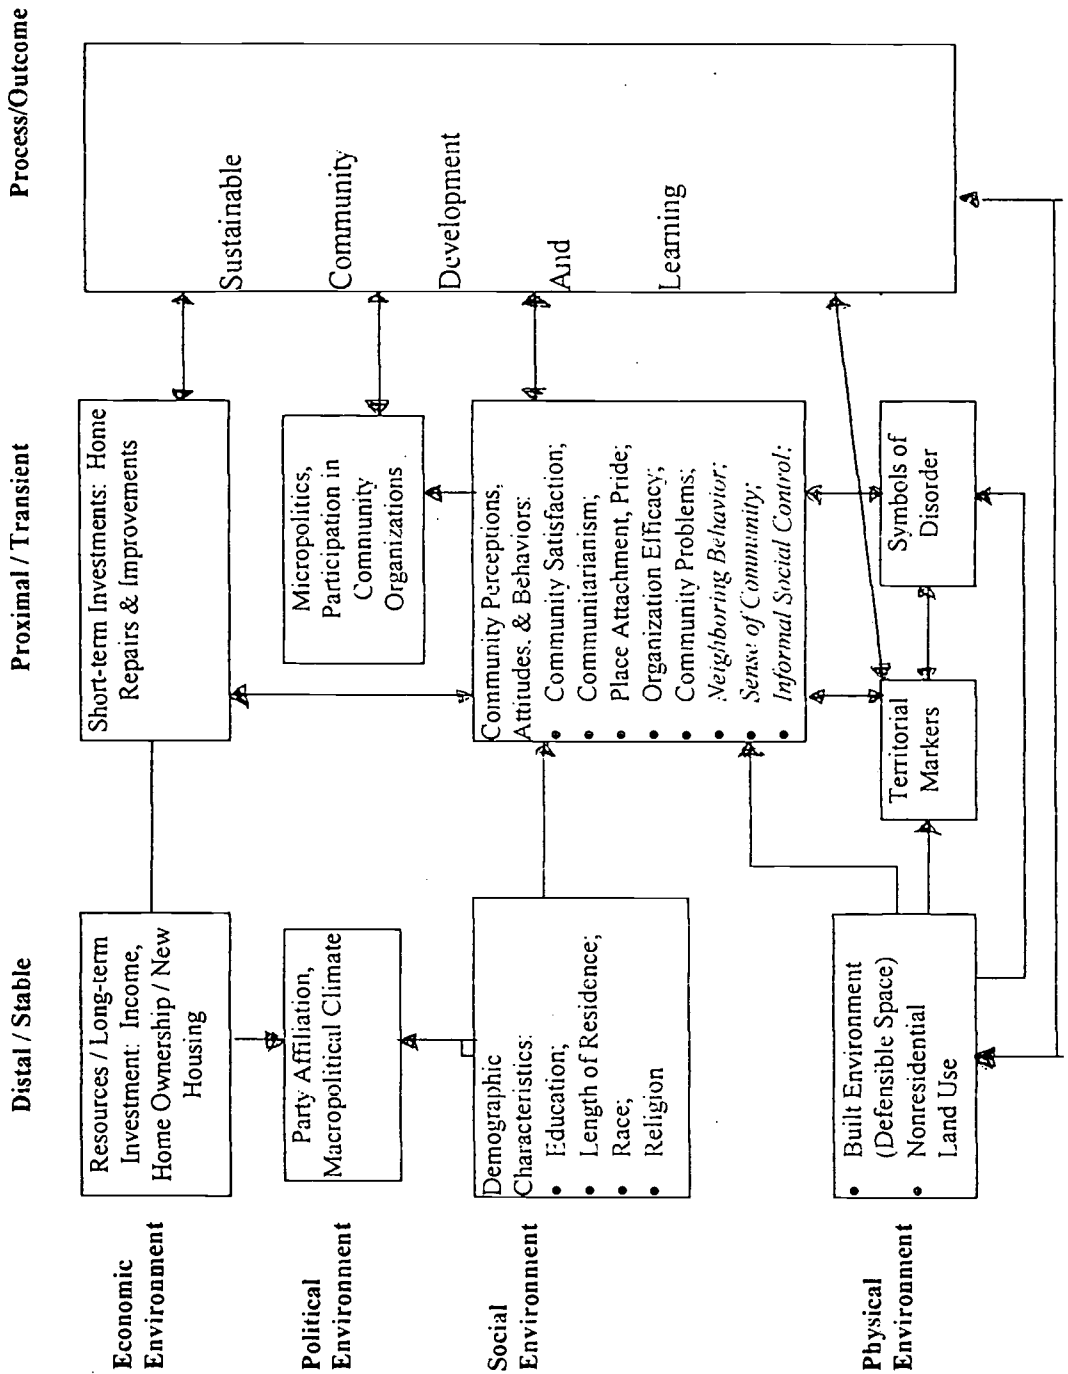 Distal / Stable
Proximal / Transient
Process/Outcome
Economic
Environment
Resources / Long-term
Investment: Income,
Home Ownership / New
Housing
Short-term Investments: Home
Repairs & Improvements
Political
Environment
Party Affiliation,
Macropolitical Climate
Micropolitics,
Participation in
Community
Organizations
Social
Environment
Demographic
Characteristics:
• Education;
• Length of Residence;
• Race;
• Religion
Community Perceptions,
Attitudes, & Behaviors:
• Community Satisfaction;
• Communitarianism;
• Place Attachment, Pride;
• Organization Efficacy;
• Community Problems;
• Neighboring Behavior;
• Sense of Community;
• Informal Social Control;
Physical
Environment
• Built Environment
(Defensible Space)
• Nonresidential
Land Use
Territorial
Markers
Symbols of
Disorder
Sustainable
Community
Development
And
Learning